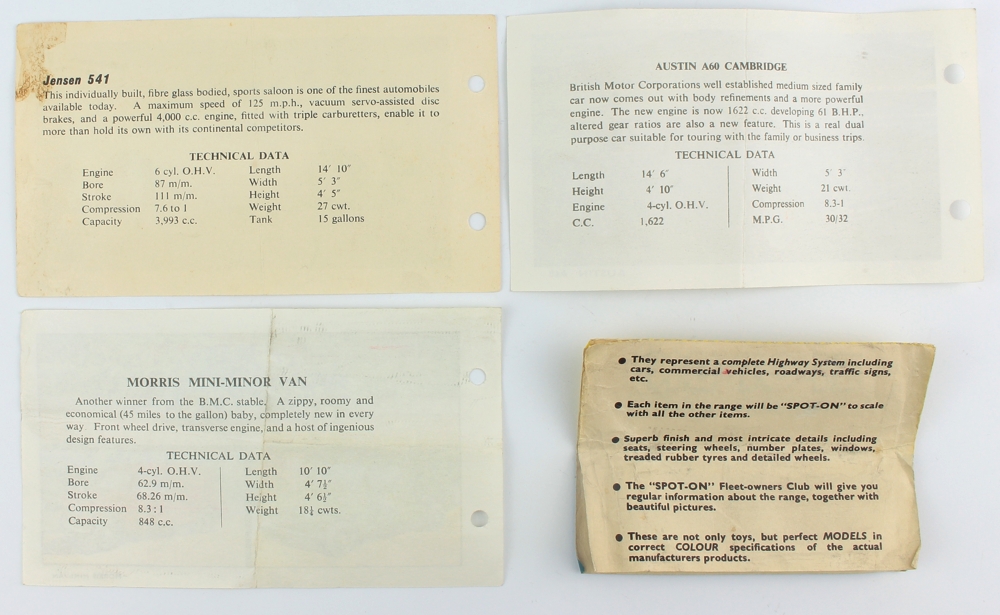 Jensen 541
This individually built, fibre glass bodied, sports saloon is one of the finest automobiles
available today. A maximum speed of 125 m.p.h., vacuum servo-assisted disc
brakes, and a powerful 4,000 c.c. engine, fitted with triple carburetters, enable it to
more than hold its own with its continental competitors.
TECHNICAL DATA
Engine 6 cyl. O.H.V. Length 14' 10"
Bore 87 m/m. Width 5' 3"
Stroke 111 m/m. Height 4' 5"
Compression 7.6 to 1 Weight 27 cwt.
Capacity 3,993 c.c. Tank 15 gallons
AUSTIN A60 CAMBRIDGE
British Motor Corporations well established medium sized family
car now comes out with body refinements and a more powerful
engine. The new engine is now 1622 c.c. developing 61 B.H.P.,
altered gear ratios are also a new feature. This is a real dual
purpose car suitable for touring with the family or business trips.
TECHNICAL DATA
Length 14' 6" Width 5' 3"
Height 4' 10" Weight 21 cwt.
Engine 4-cyl. O.H.V. Compression 8.3-1
C.C. 1,622 M.P.G. 30/32
MORRIS MINI-MINOR VAN
Another winner from the B.M.C. stable. A zippy, roomy and
economical (45 miles to the gallon) baby, completely new in every
way Front wheel drive, transverse engine, and a host of ingenious
design features.
TECHNICAL DATA
Engine 4-cyl. O.H.V. Length 10' 10"
Bore 62.9 m/m. Width 4' 7½"
Stroke 68.26 m/m. Height 4' 6½"
Compression 8.3 : 1 Weight 18¼ cwts.
Capacity 848 c.c.
● They represent a complete Highway System including
cars, commercial vehicles, roadways, traffic signs,
etc.
● Each item in the range will be "SPOT-ON" to scale
with all the other items.
● Superb finish and most intricate details including
seats, steering wheels, number plates, windows,
treaded rubber tyres and detailed wheels.
● The "SPOT-ON" Fleet-owners Club will give you
regular information about the range, together with
beautiful pictures.
● These are not only toys, but perfect MODELS in
correct COLOUR specifications of the actual
manufacturers products.